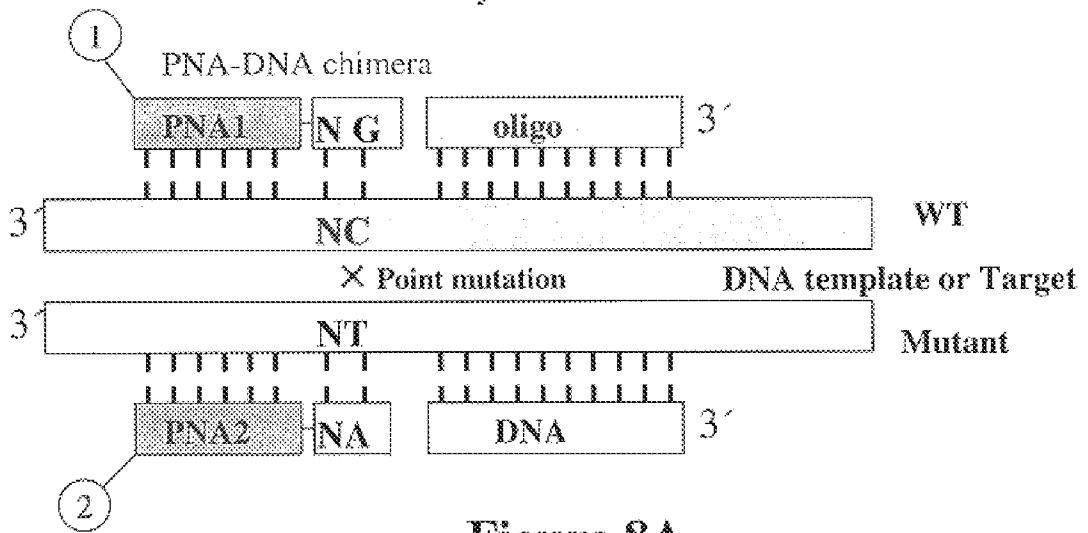 1
PNA-DNA chimera
PNA1 N G oligo 3´
3´ NC WT
× Point mutation DNA template or Target
3´ NT Mutant
PNA2 NA DNA 3´
2